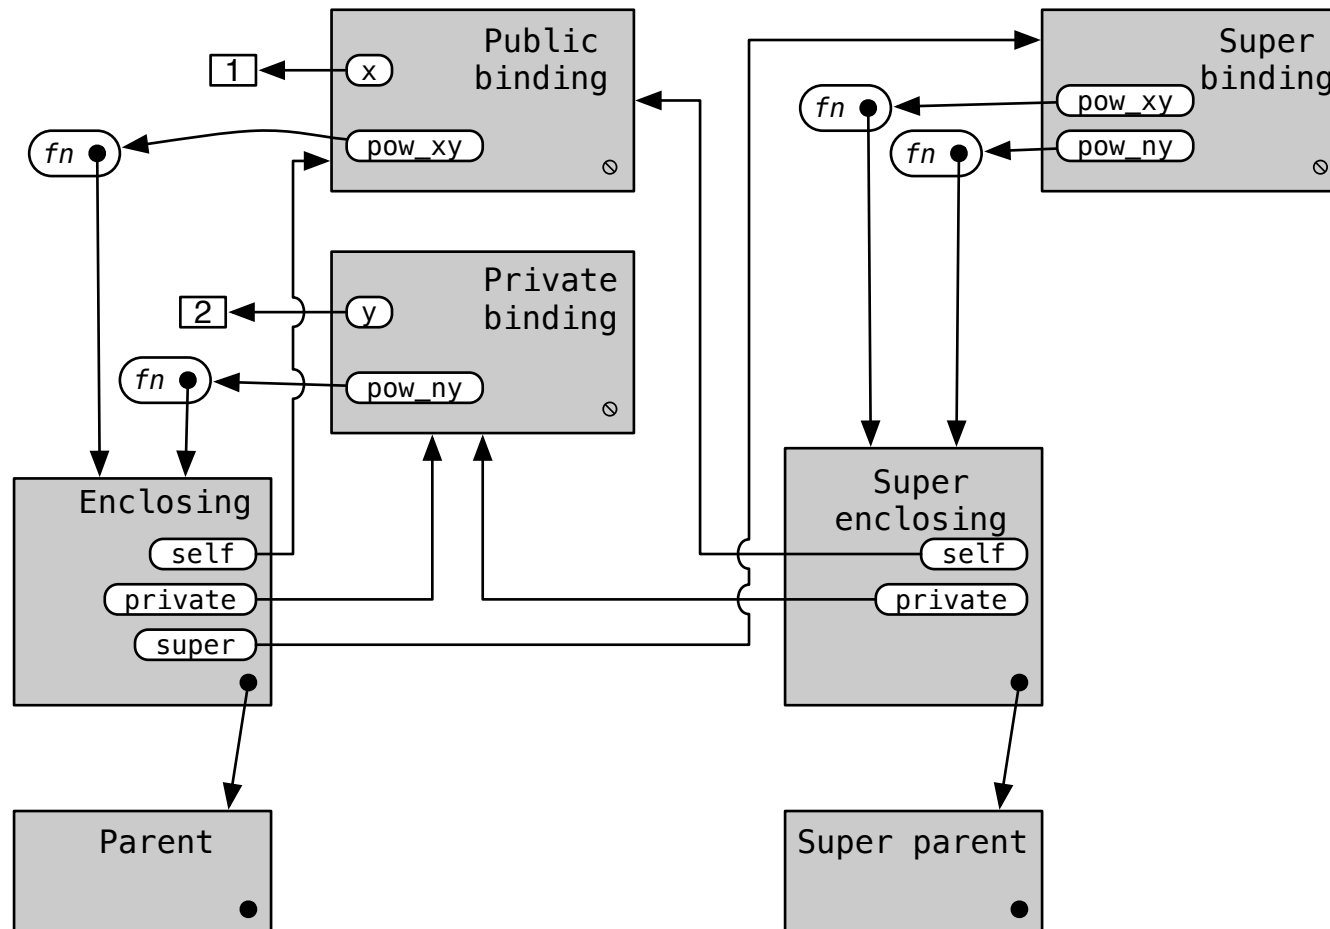 Public
binding
1
x
pow_xy
fn
Super
binding
fn
pow_xy
fn
pow_ny
Private
binding
2
y
fn
pow_ny
Enclosing
self
private
super
Super
enclosing
self
private
Parent
Super parent